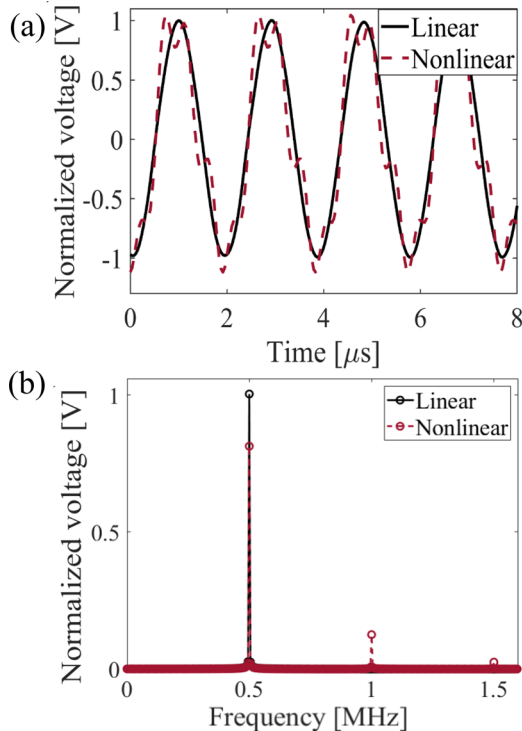 (a)
Normalized voltage [V]
1
0.5
0
-0.5
-1
Linear
Nonlinear
0
2
4
6
8
Time [μs]
(b)
Normalized voltage [V]
1
0.5
0
Linear
Nonlinear
0
0.5
1
1.5
Frequency [MHz]